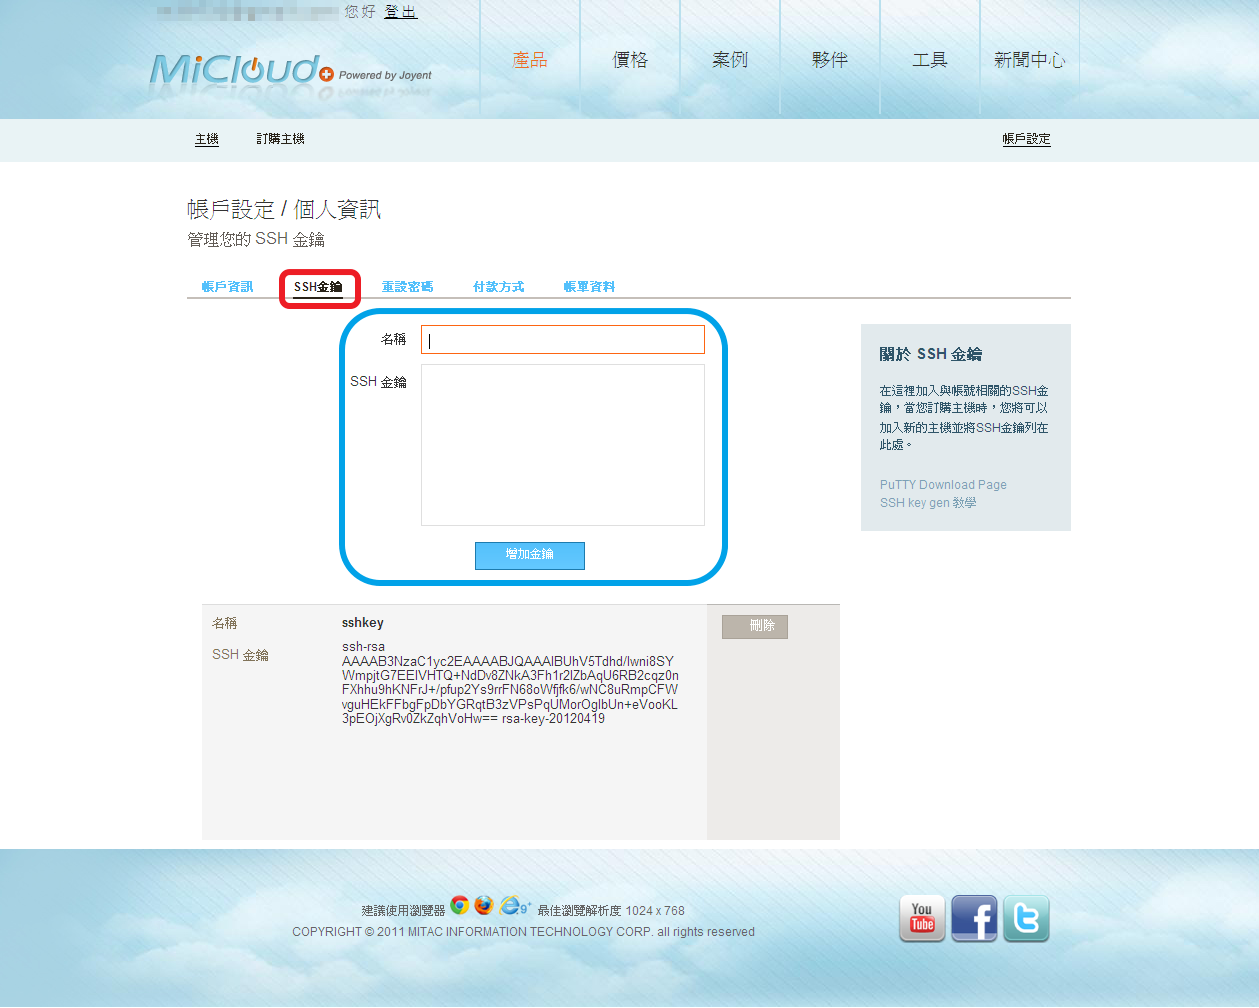 您好 登出
MiCloud Powered by Joyent
產品 價格 案例 夥伴 工具 新聞中心
主機 訂購主機 帳戶設定
帳戶設定 / 個人資訊
管理您的 SSH 金鑰
帳戶資訊 SSH金鑰 重設密碼 付款方式 帳單資料
名稱
SSH 金鑰
增加金鑰
關於 SSH 金鑰
在這裡加入與帳號相關的SSH金
鑰，當您訂購主機時，您將可以
加入新的主機並將SSH金鑰列在
此處。
PuTTY Download Page
SSH key gen 教學
名稱 sshkey 刪除
SSH 金鑰
ssh-rsa
AAAAB3NzaC1yc2EAAAABJQAAAIBUhV5Tdhd/Iwni8SY
WmpjtG7EEIVHTQ+NdDv8ZNkA3Fh1r2IZbAqU6RB2cqz0n
FXhhu9hKNFrJ+/pfup2Ys9rrFN68oWfjfk6/wNC8uRmpCFW
vguHEkFFbgFpDbYGRqtB3zVPsPqUMorOglbUn+eVooKL
3pEOjXgRv0ZkZqhVoHw== rsa-key-20120419
建議使用瀏覽器 9+ 最佳瀏覽解析度 1024 x 768
COPYRIGHT © 2011 MITAC INFORMATION TECHNOLOGY CORP. all rights reserved
You Tube